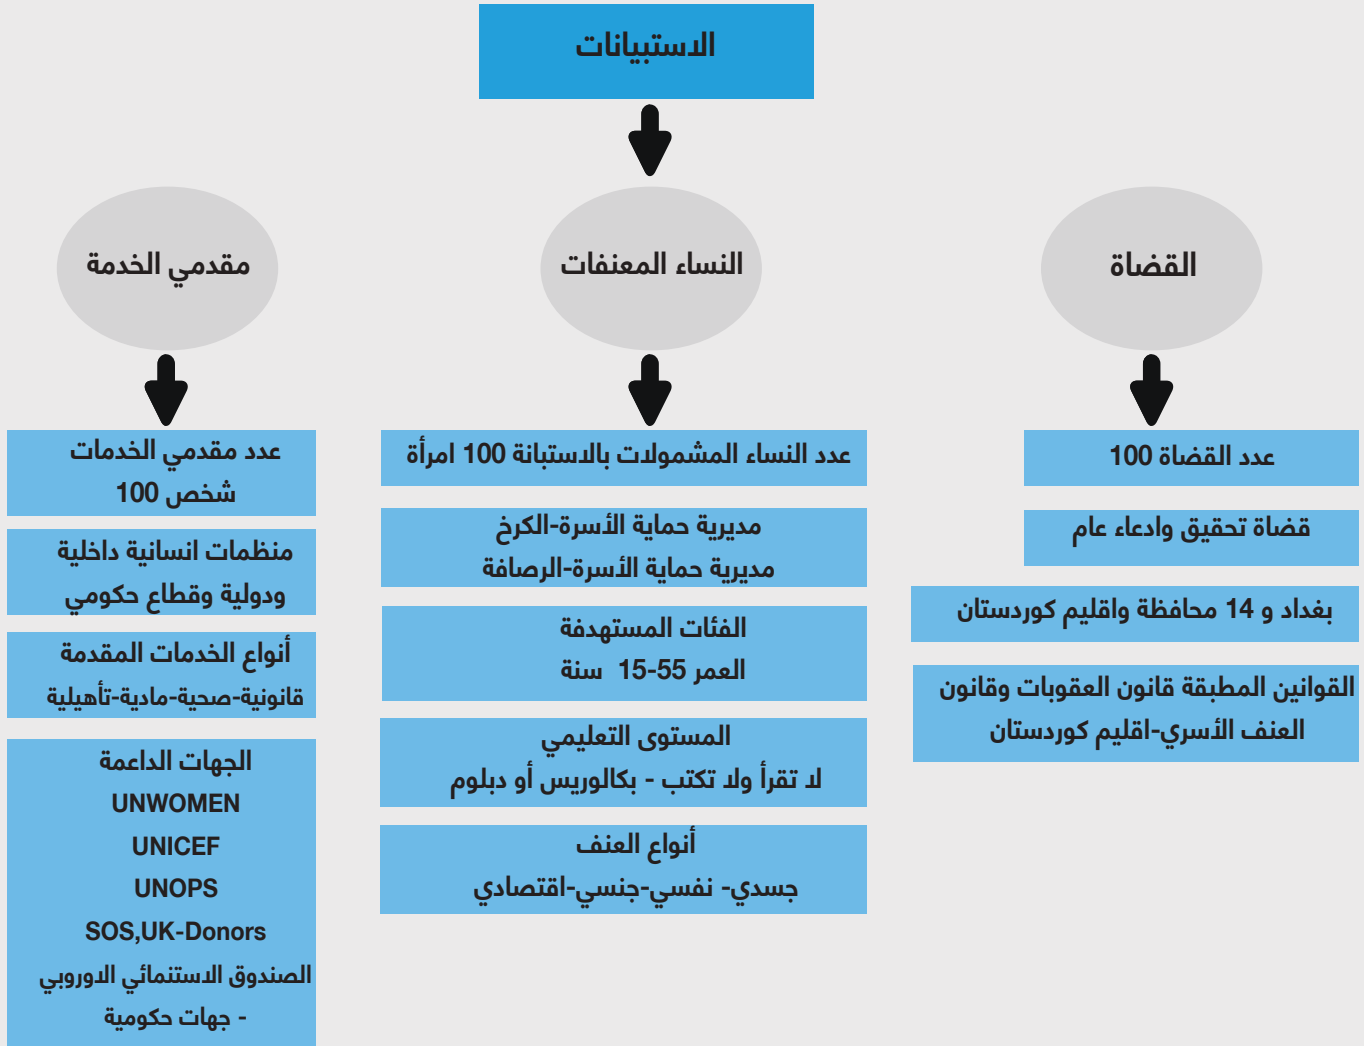 الاستبيانات
القضاة
النساء المعنفات
مقدمي الخدمة
عدد القضاة 100
قضاة تحقيق وادعاء عام
بغداد و 14 محافظة واقليم كوردستان
القوانين المطبقة قانون العقوبات وقانون
العنف الأسري-اقليم كوردستان
عدد النساء المشمولات بالاستبانة 100 امرأة
مديرية حماية الأسرة-الكرخ
مديرية حماية الأسرة-الرصافة
الفئات المستهدفة
العمر 55-15 سنة
المستوى التعليمي
لا تقرأ ولا تكتب - بكالوريس أو دبلوم
أنواع العنف
جسدي- نفسي-جنسي-اقتصادي
عدد مقدمي الخدمات
شخص 100
منظمات انسانية داخلية
ودولية وقطاع حكومي
أنواع الخدمات المقدمة
قانونية-صحية-مادية-تأهيلية
الجهات الداعمة
UNWOMEN
UNICEF
UNOPS
SOS,UK-Donors
الصندوق الاستنمائي الاوروبي
- جهات حكومية